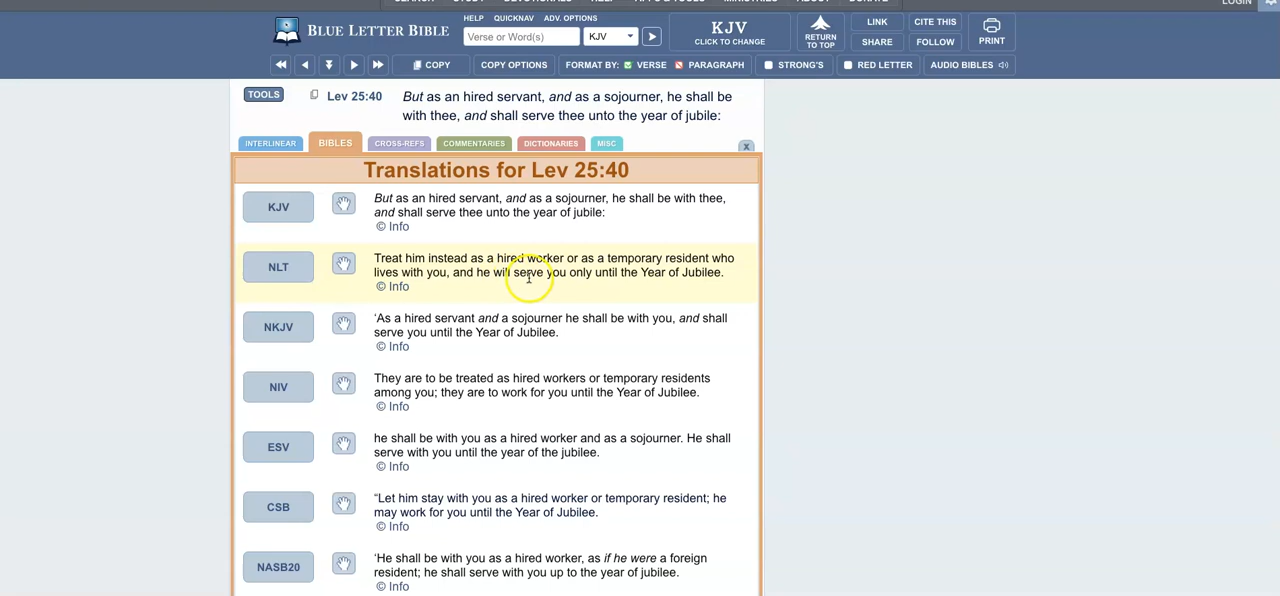 SEARCH STUDY DEVOTIONALS HELP APPS & TOOLS MINISTRIES ABOUT DONATE LOGIN
BLUE LETTER BIBLE
HELP QUICKNAV ADV. OPTIONS
Verse or Word(s) KJV
KJV
CLICK TO CHANGE
RETURN
TO TOP
LINK CITE THIS
SHARE FOLLOW
PRINT
COPY COPY OPTIONS FORMAT BY: VERSE PARAGRAPH STRONG'S RED LETTER AUDIO BIBLES
TOOLS Lev 25:40 But as an hired servant, and as a sojourner, he shall be
with thee, and shall serve thee unto the year of jubile:
INTERLINEAR BIBLES CROSS-REFS COMMENTARIES DICTIONARIES MISC X
Translations for Lev 25:40
KJV
But as an hired servant, and as a sojourner, he shall be with thee,
and shall serve thee unto the year of jubile:
© Info
NLT
Treat him instead as a hired worker or as a temporary resident who
lives with you, and he will serve you only until the Year of Jubilee.
© Info
NKJV
‘As a hired servant and a sojourner he shall be with you, and shall
serve you until the Year of Jubilee.
© Info
NIV
They are to be treated as hired workers or temporary residents
among you; they are to work for you until the Year of Jubilee.
© Info
ESV
he shall be with you as a hired worker and as a sojourner. He shall
serve with you until the year of the jubilee.
© Info
CSB
“Let him stay with you as a hired worker or temporary resident; he
may work for you until the Year of Jubilee.
© Info
NASB20
‘He shall be with you as a hired worker, as if he were a foreign
resident; he shall serve with you up to the year of jubilee.
© Info